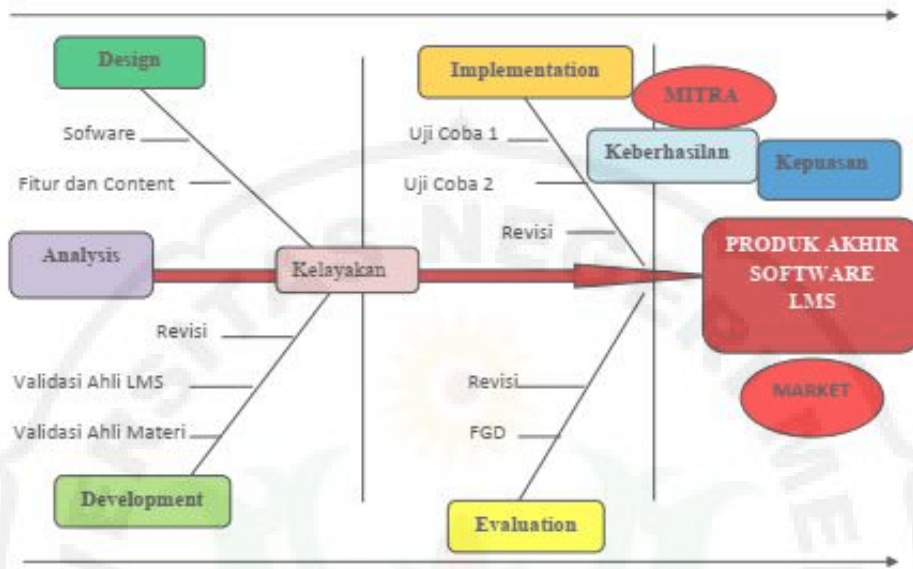 Design
Implementation
MITRA
Sofware
Uji Coba 1
Keberhasilan
Kepuasan
Fitur dan Content
Uji Coba 2
Revisi
Analysis
Kelayakan
PRODUK AKHIR
SOFTWARE
LMS
Revisi
Validasi Ahli LMS
Revisi
MARKET
Validasi Ahli Materi
FGD
Development
Evaluation